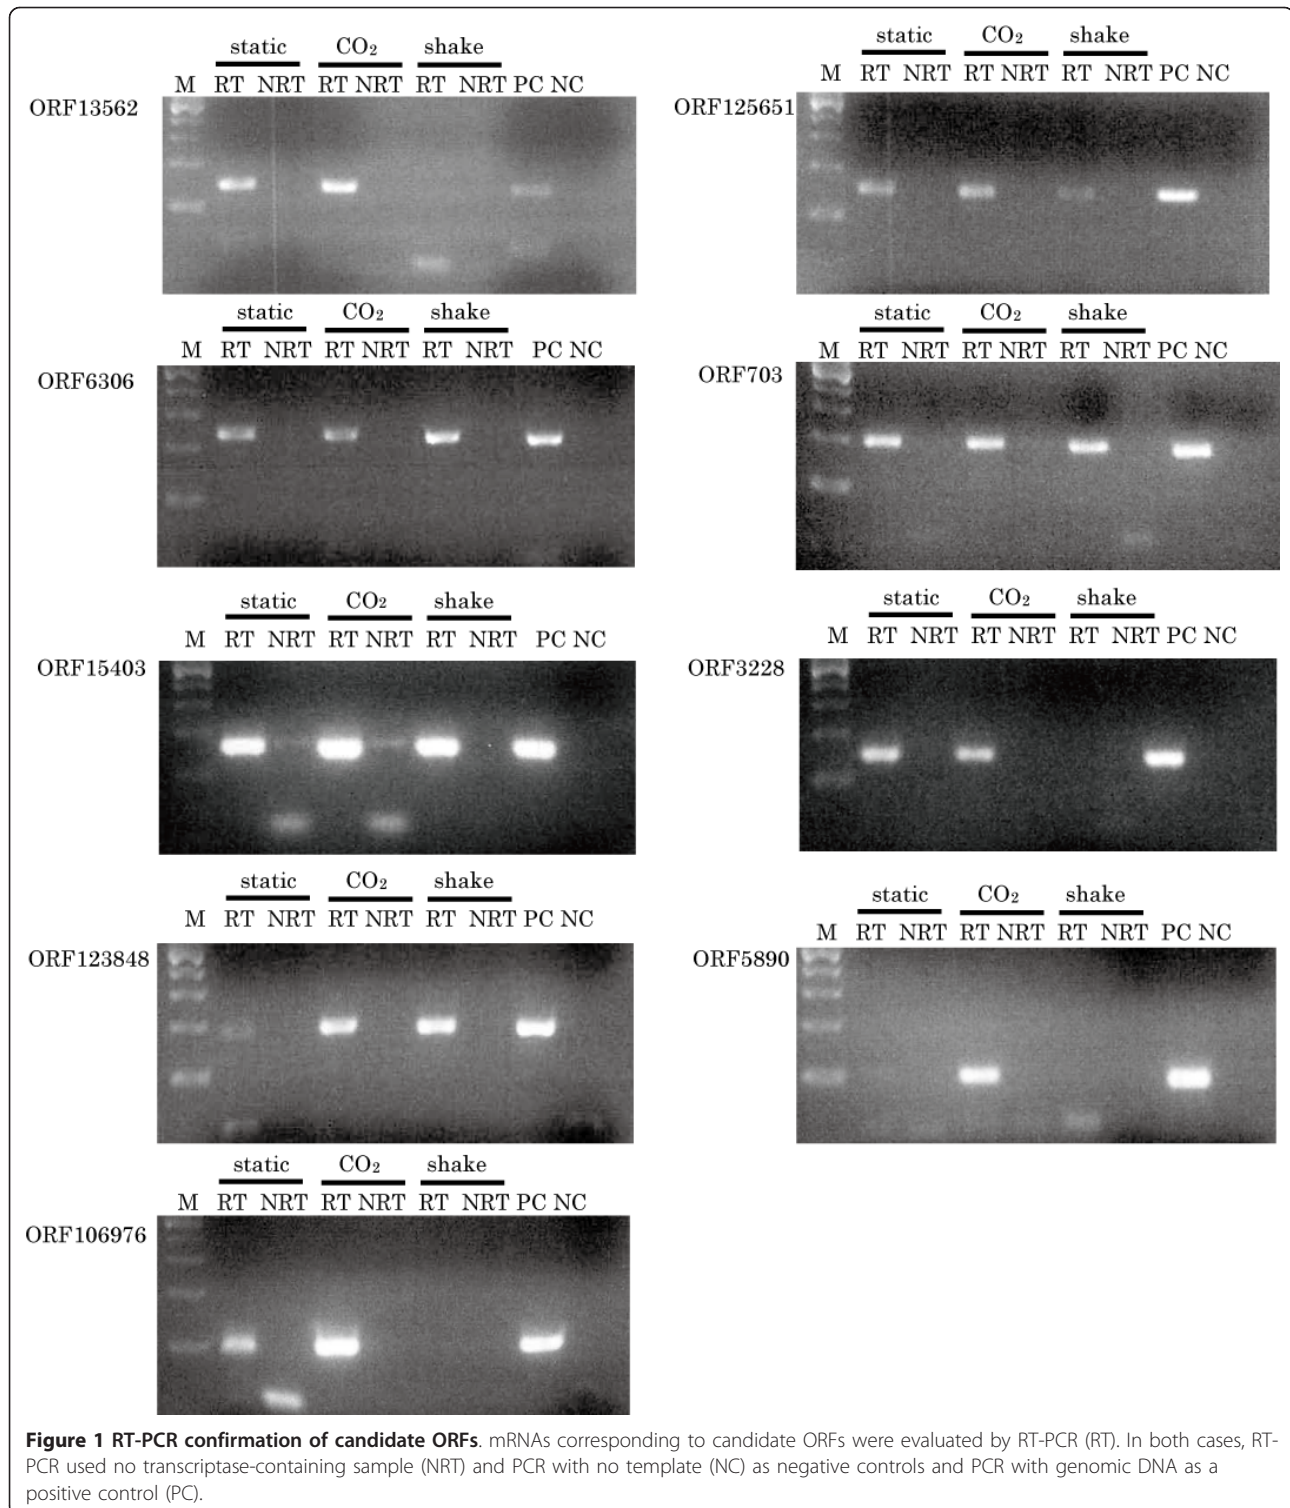 static CO2 shake
M RT NRT RT NRT RT NRT PC NC
ORF13562
static CO2 shake
M RT NRT RT NRT RT NRT PC NC
ORF125651
static CO2 shake
M RT NRT RT NRT RT NRT PC NC
ORF6306
static CO2 shake
M RT NRT RT NRT RT NRT PC NC
ORF703
static CO2 shake
M RT NRT RT NRT RT NRT PC NC
ORF15403
static CO2 shake
M RT NRT RT NRT RT NRT PC NC
ORF3228
static CO2 shake
M RT NRT RT NRT RT NRT PC NC
ORF123848
static CO2 shake
M RT NRT RT NRT RT NRT PC NC
ORF5890
static CO2 shake
M RT NRT RT NRT RT NRT PC NC
ORF106976
Figure 1 RT-PCR confirmation of candidate ORFs. mRNAs corresponding to candidate ORFs were evaluated by RT-PCR (RT). In both cases, RT-
PCR used no transcriptase-containing sample (NRT) and PCR with no template (NC) as negative controls and PCR with genomic DNA as a
positive control (PC).